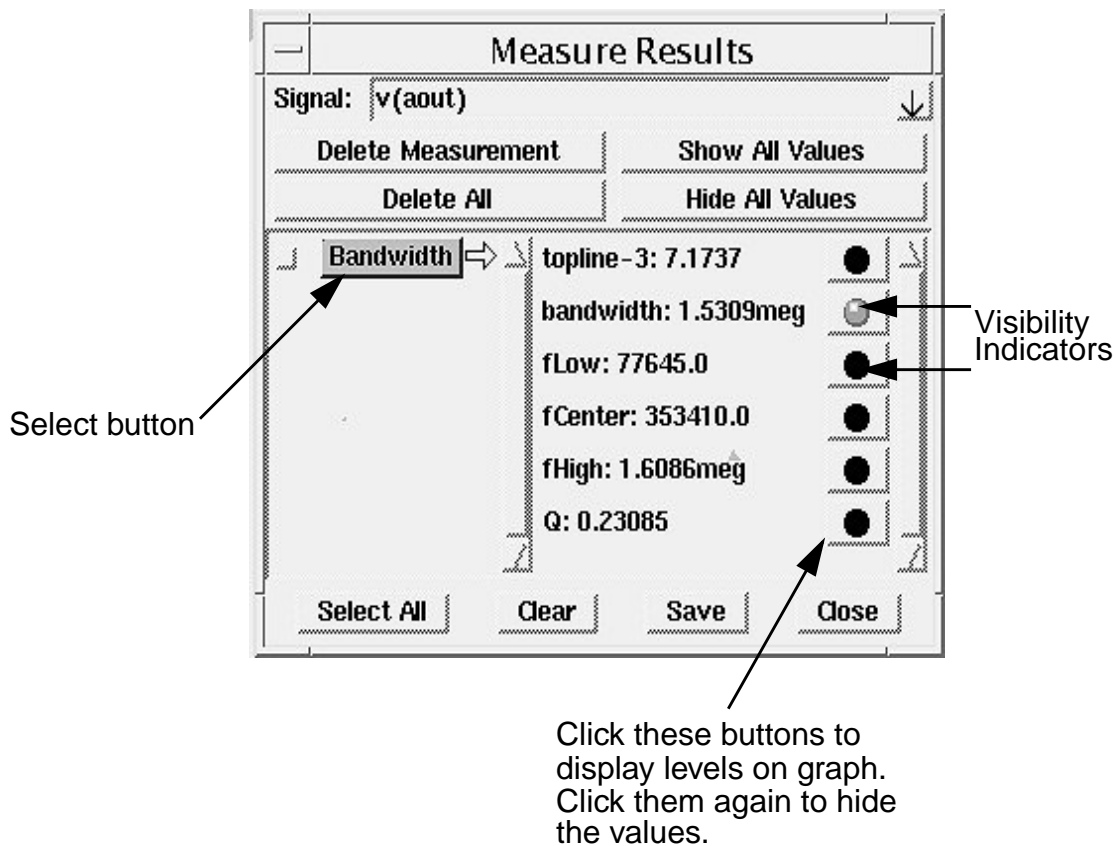 Measure Results
Signal: v(aout)
Delete Measurement Show All Values
Delete All Hide All Values
Bandwidth topline-3: 7.1737
bandwidth: 1.5309meg
Visibility
Indicators
fLow: 77645.0
Select button
fCenter: 353410.0
fHigh: 1.6086meg
Q: 0.23085
Select All Clear Save Close
Click these buttons to
display levels on graph.
Click them again to hide
the values.